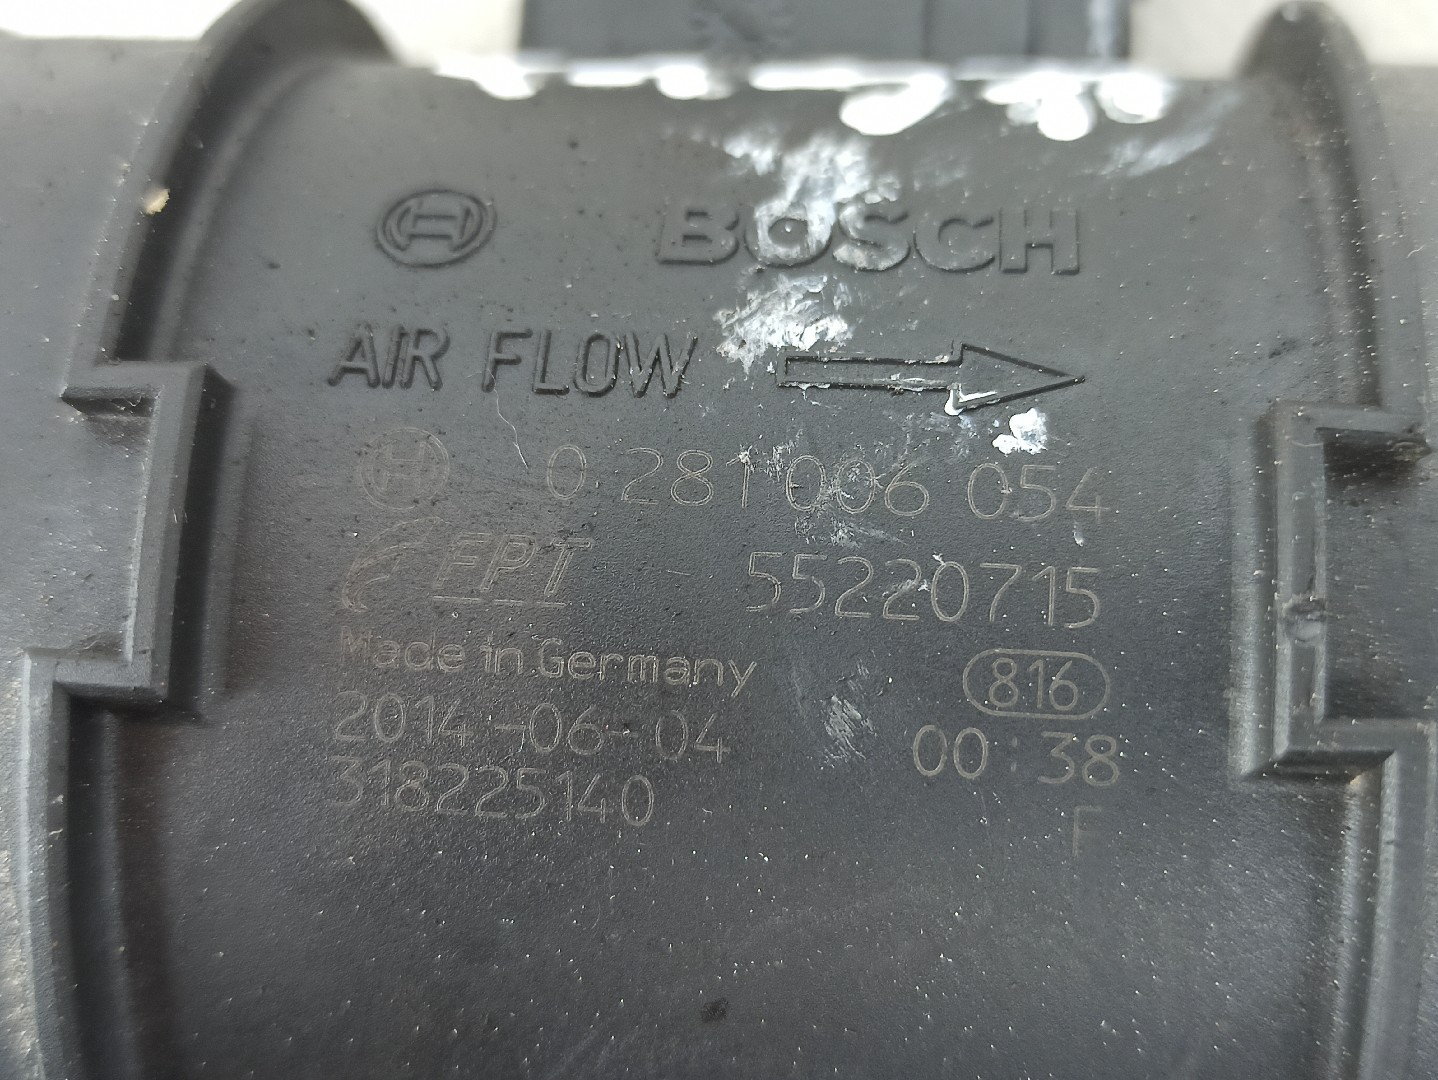 BOSCH
AIR FLOW
0 281 006 054
FPT - 55220715
Made in Germany 816
2014-06-04 00:38
318225140 F